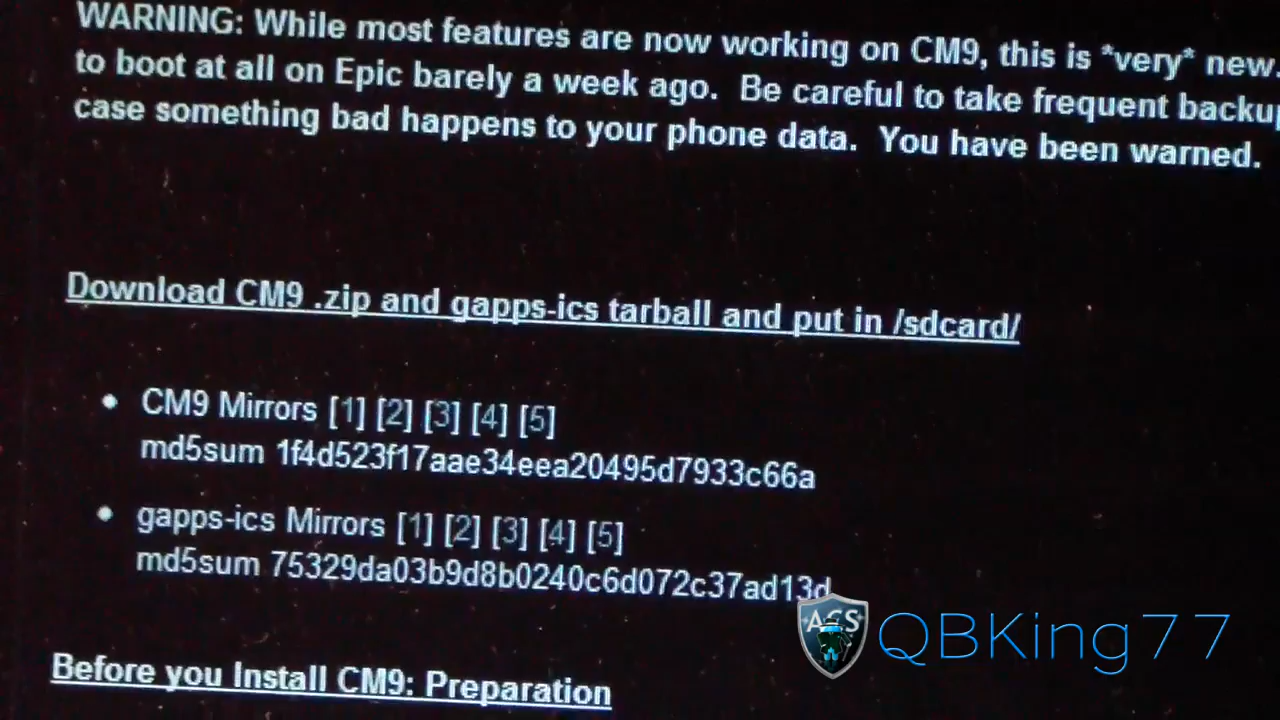 WARNING: While most features are now working on CM9, this is *very* new.
to boot at all on Epic barely a week ago. Be careful to take frequent backup
case something bad happens to your phone data. You have been warned.
Download CM9 .zip and gapps-ics tarball and put in /sdcard/
CM9 Mirrors [1] [2] [3] [4] [5]
md5sum 1f4d523f17aae34eea20495d7933c66a
gapps-ics Mirrors [1] [2] [3] [4] [5]
md5sum 75329da03b9d8b0240c6d072c37ad13d
ACS
QBKing77
Before you Install CM9: Preparation